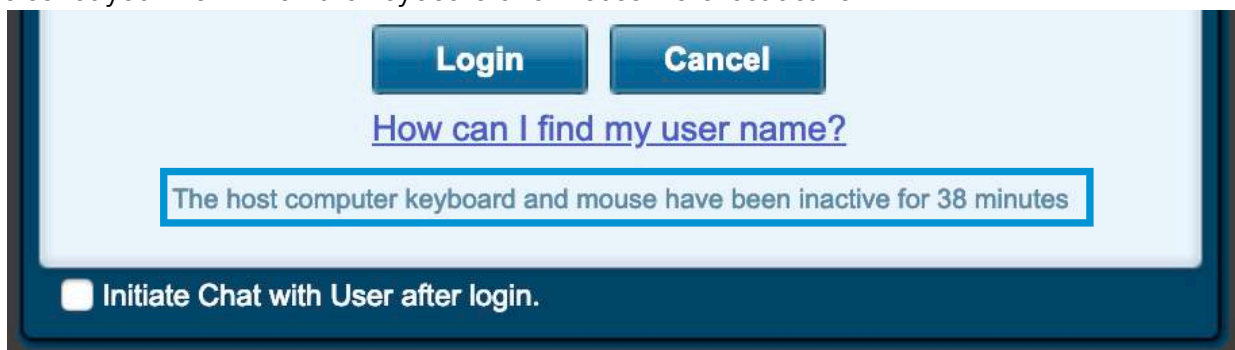 Login Cancel
How can I find my user name?
The host computer keyboard and mouse have been inactive for 38 minutes
Initiate Chat with User after login.